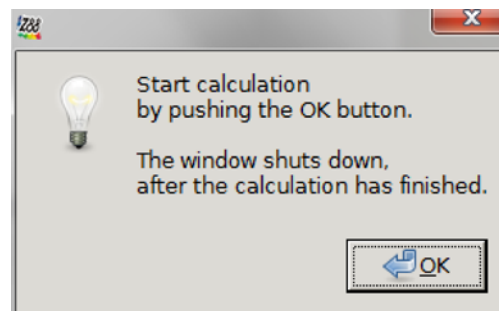 Z88
Start calculation
by pushing the OK button.
The window shuts down,
after the calculation has finished.
OK